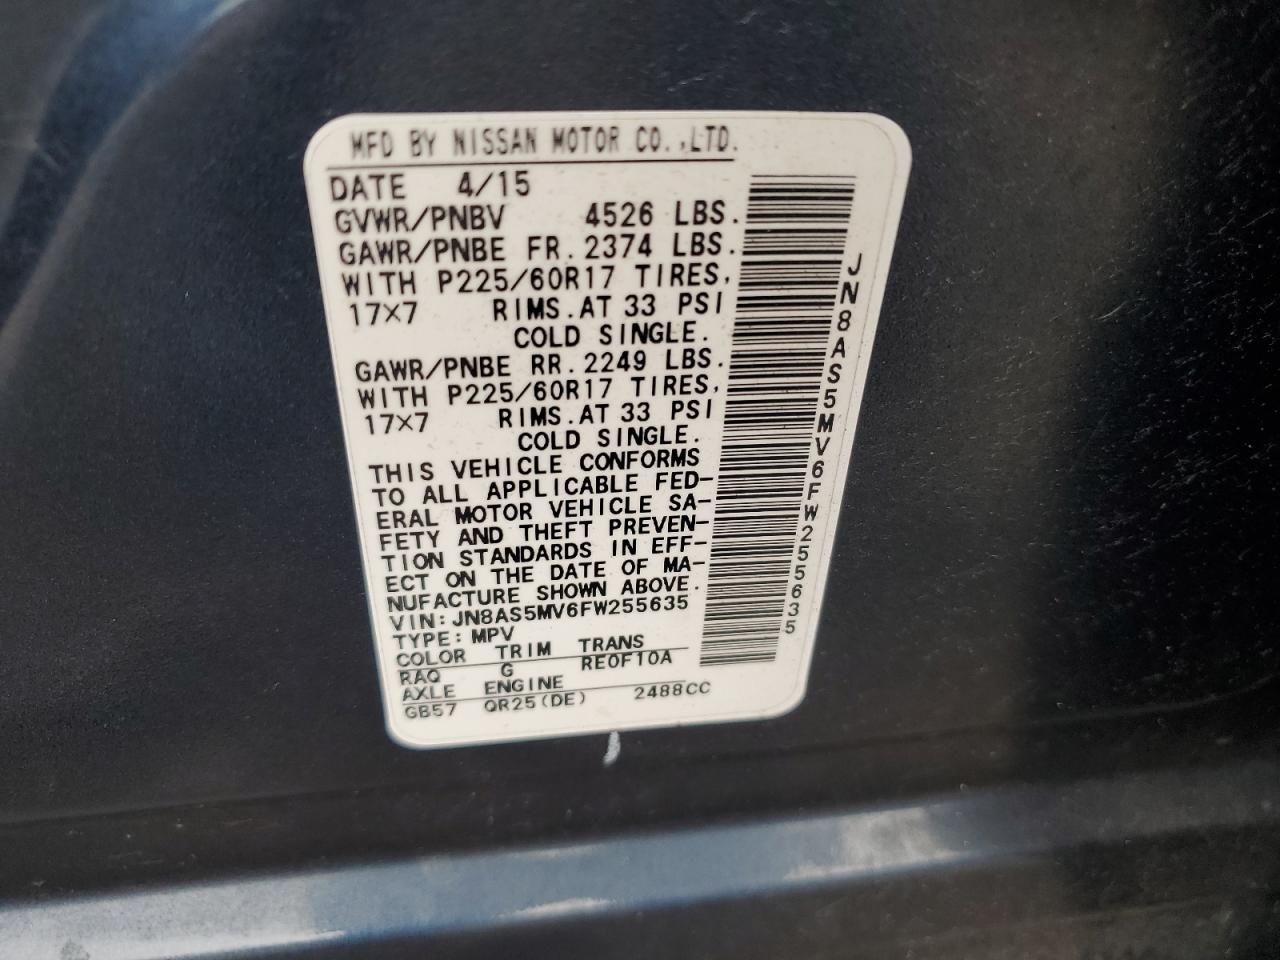 MFD BY NISSAN MOTOR CO.,LTD.
DATE 4/15
GVWR/PNBV 4526 LBS.
GAWR/PNBE FR. 2374 LBS.
WITH P225/60R17 TIRES,
17×7 RIMS.AT 33 PSI
COLD SINGLE.
GAWR/PNBE RR. 2249 LBS.
WITH P225/60R17 TIRES,
17×7 RIMS.AT 33 PSI
COLD SINGLE.
THIS VEHICLE CONFORMS
TO ALL APPLICABLE FED-
ERAL MOTOR VEHICLE SA-
FETY AND THEFT PREVEN-
TION STANDARDS IN EFF-
ECT ON THE DATE OF MA-
NUFACTURE SHOWN ABOVE.
VIN: JN8AS5MV6FW255635
TYPE: MPV
COLOR TRIM TRANS
RAQ G RE0F10A
AXLE ENGINE
GB57 QR25(DE) 2488CC
JN8AS5MV6FW255635